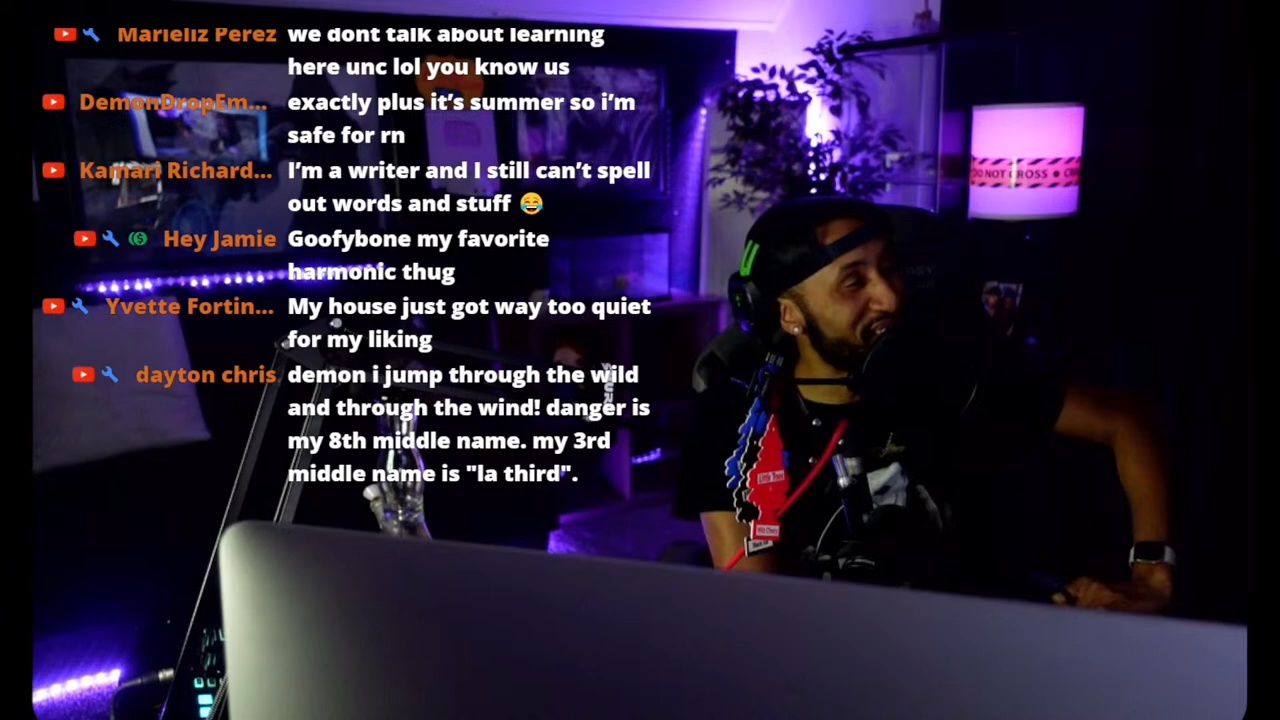 Marieliz Perez we dont talk about learning
here unc lol you know us
DemonDropEm... exactly plus it’s summer so i’m
safe for rn
Kamari Richard... I’m a writer and I still can’t spell
out words and stuff 😂
Hey Jamie Goofybone my favorite
harmonic thug
Yvette Fortin... My house just got way too quiet
for my liking
dayton chris demon i jump through the wild
and through the wind! danger is
my 8th middle name. my 3rd
middle name is "la third".
DO NOT CROSS